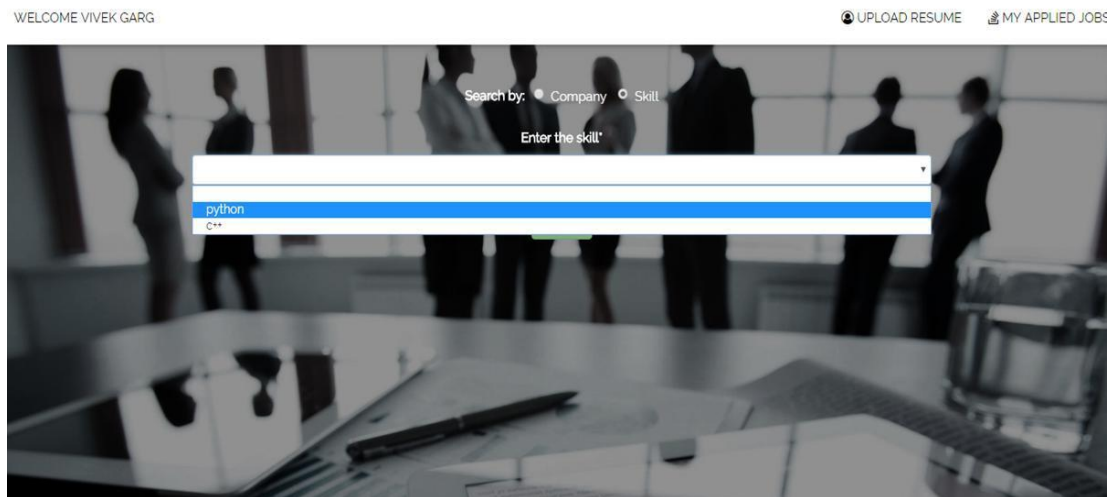 WELCOME VIVEK GARG UPLOAD RESUME MY APPLIED JOBS
Search by: Company Skill
Enter the skill*
python
C++